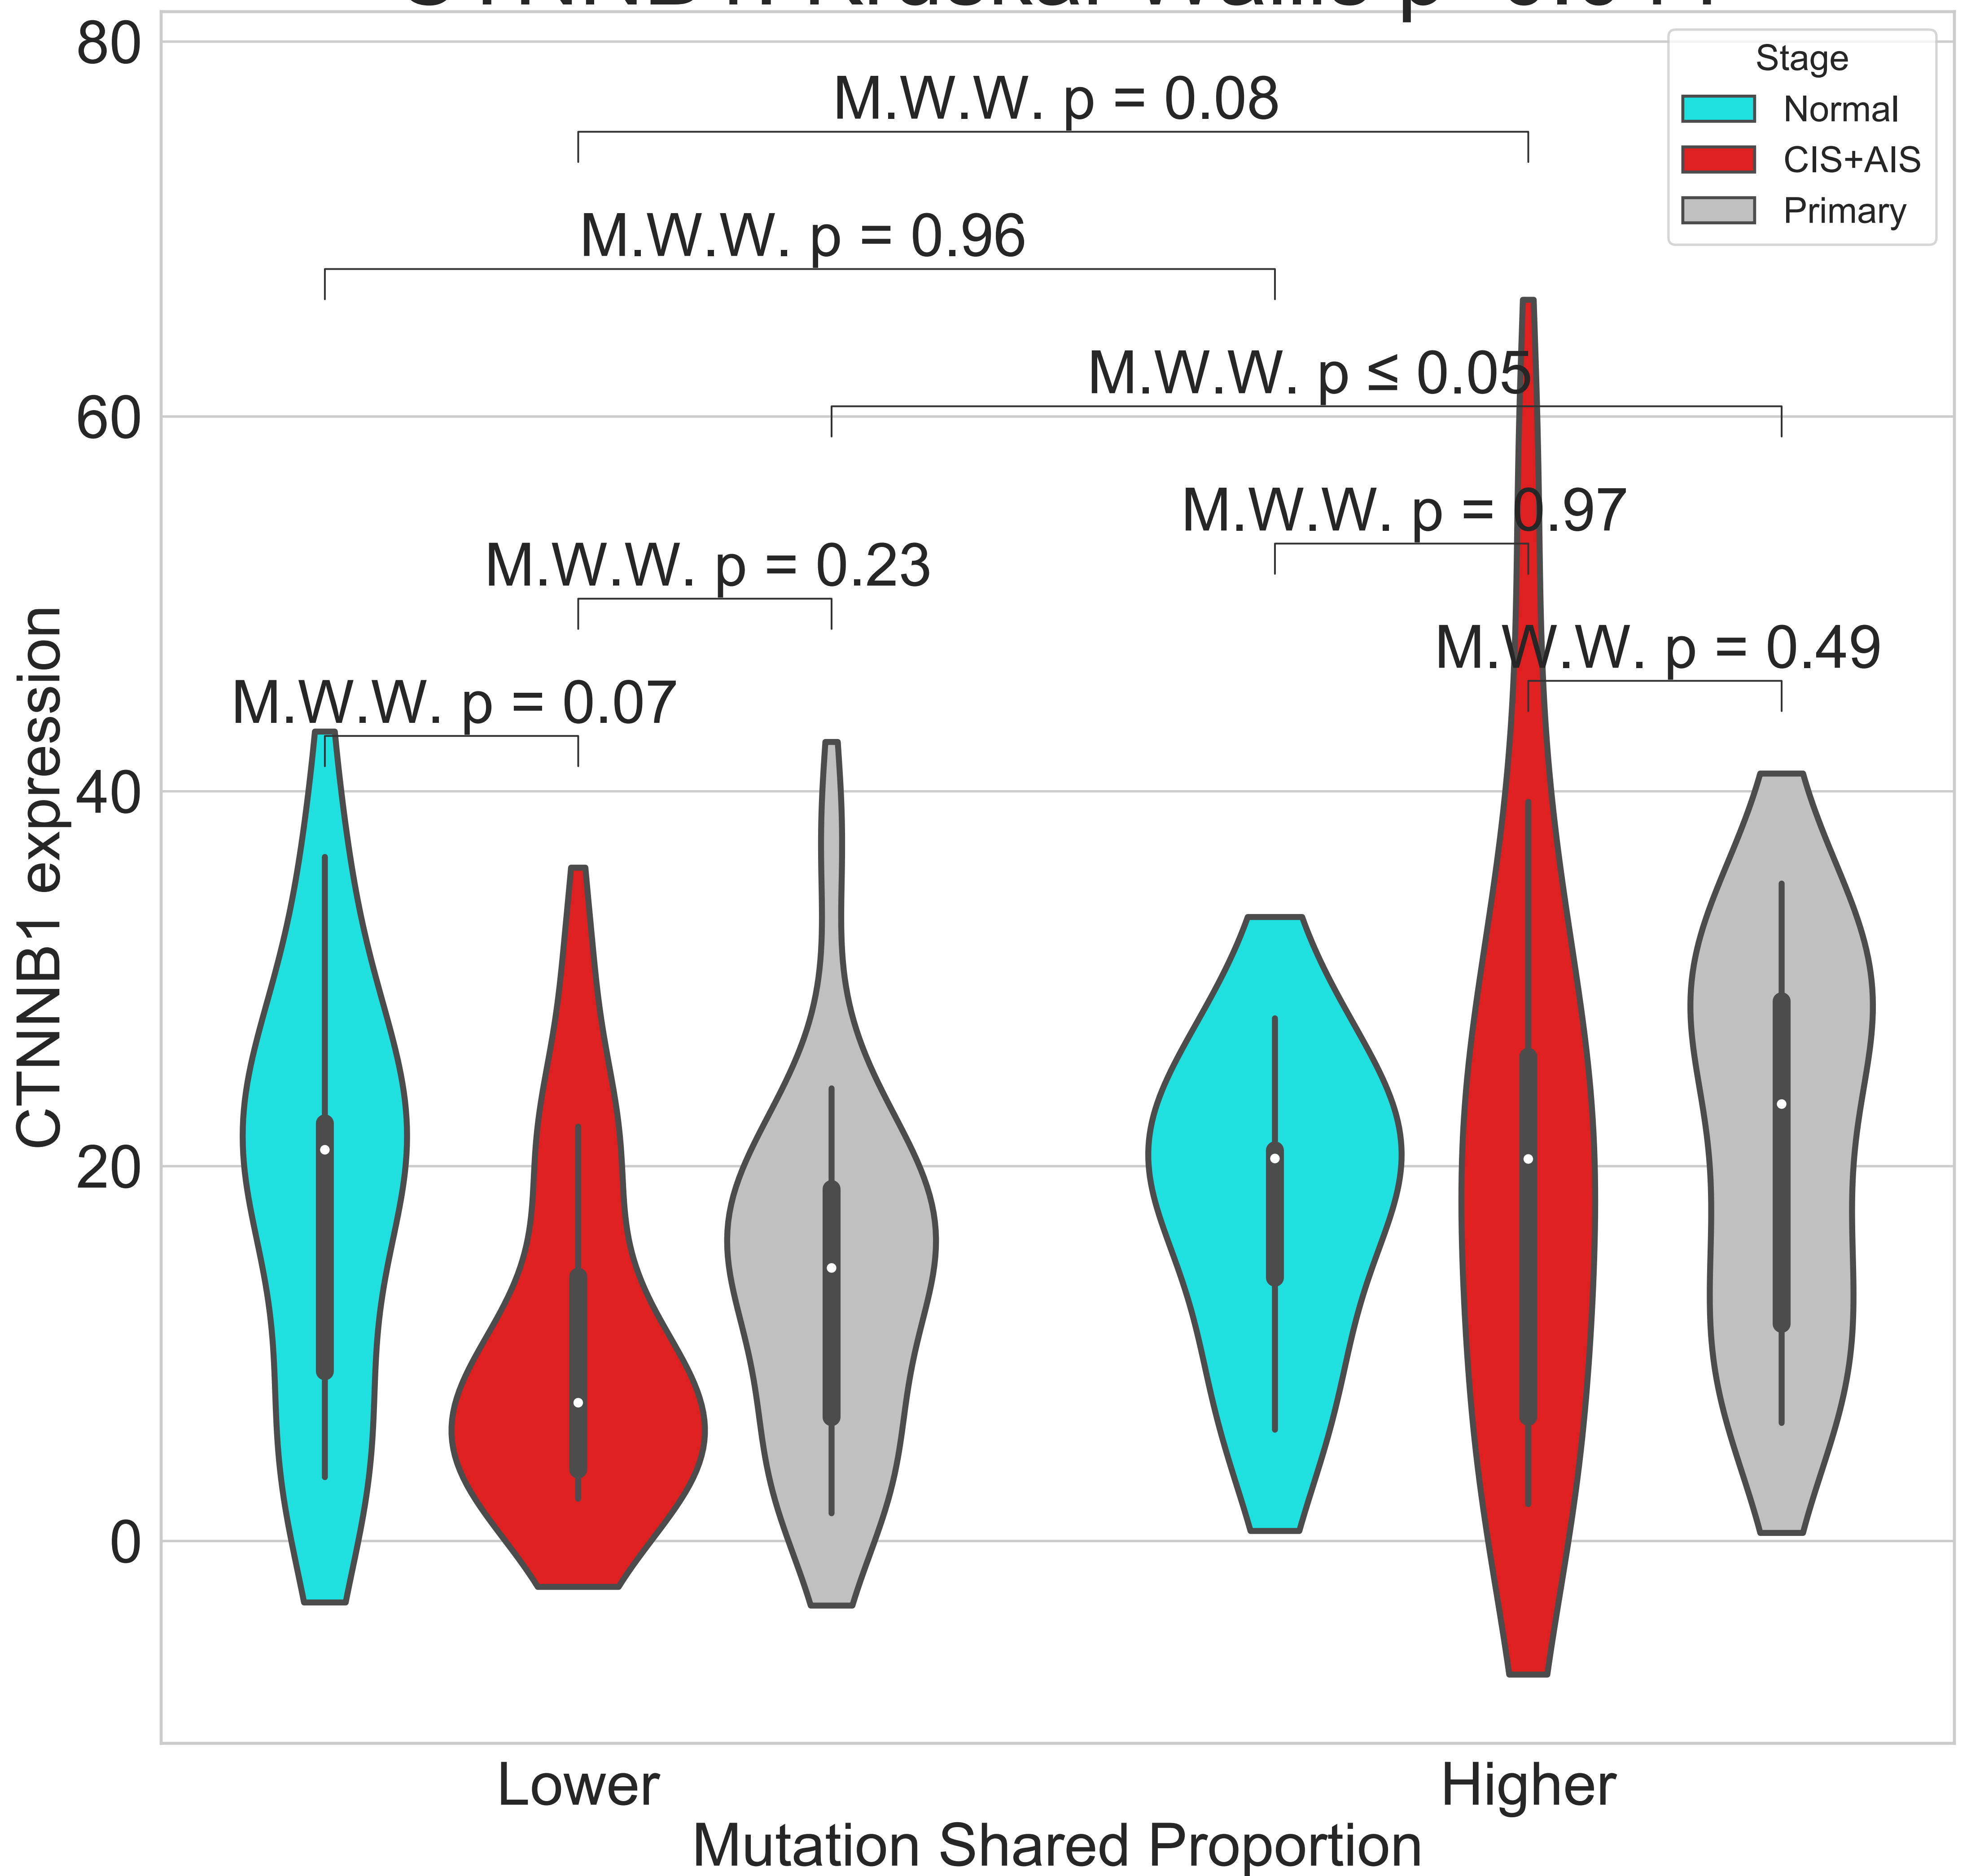 80
Stage
Normal
CIS+AIS
Primary
M.W.W. p = 0.08
M.W.W. p = 0.96
M.W.W. p ≤ 0.05
60
M.W.W. p = 0.97
M.W.W. p = 0.23
M.W.W. p = 0.49
M.W.W. p = 0.07
40
CTNNB1 expression
20
0
Lower
Higher
Mutation Shared Proportion